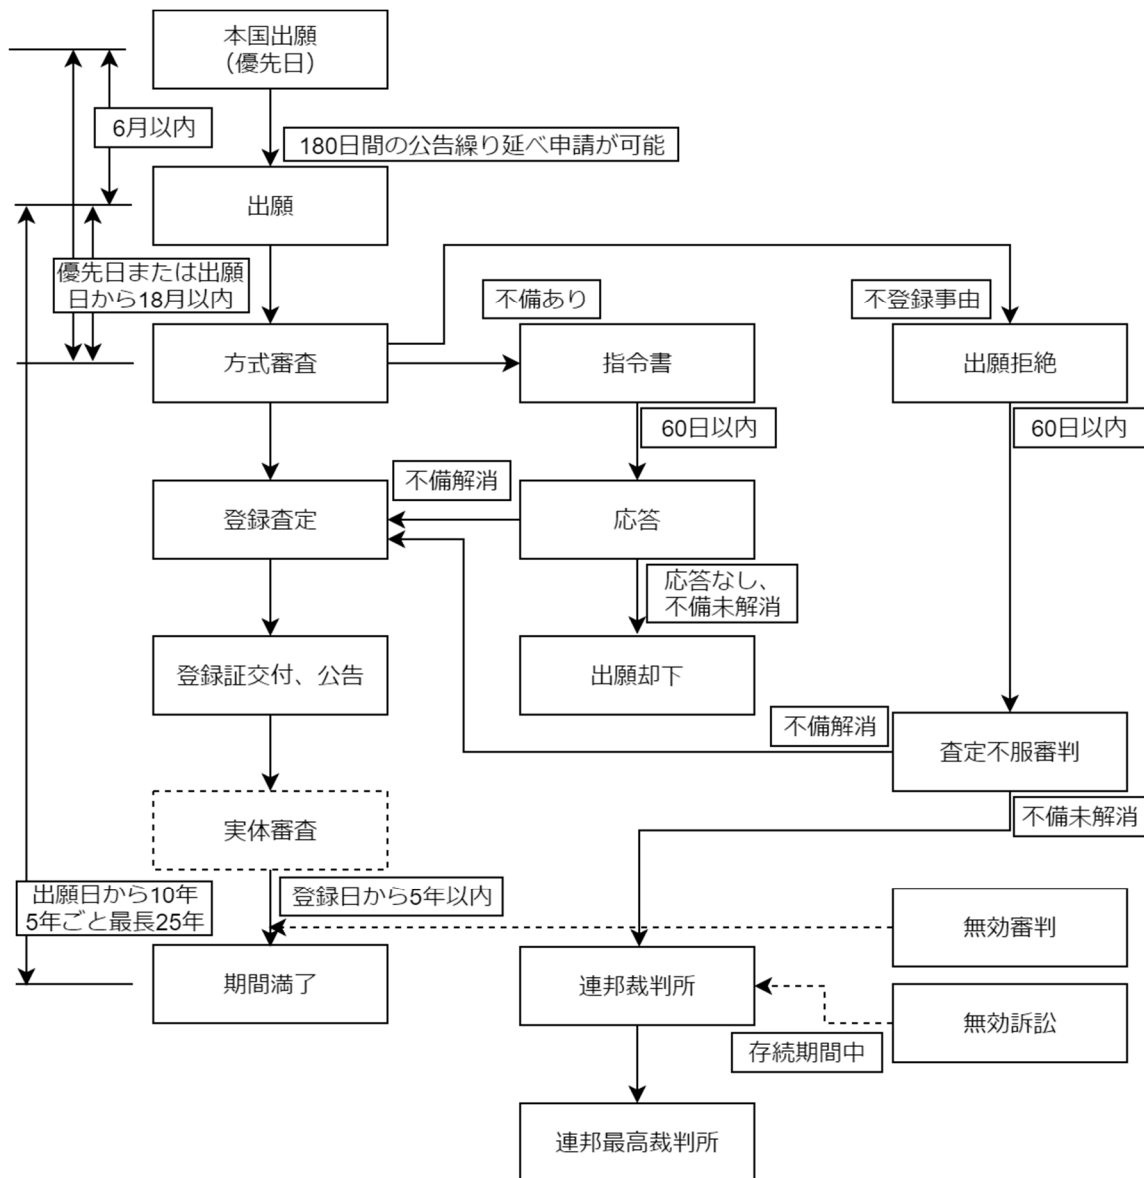 本国出願
（優先日）
6月以内
180日間の公告繰り延べ申請が可能
出願
優先日または出願
日から18月以内
不備あり
不登録事由
方式審査
指令書
出願拒絶
60日以内
60日以内
不備解消
登録査定
応答
応答なし、
不備未解消
登録証交付、公告
出願却下
不備解消
査定不服審判
不備未解消
実体審査
出願日から10年
5年ごと最長25年
登録日から5年以内
無効審判
期間満了
連邦裁判所
無効訴訟
存続期間中
連邦最高裁判所